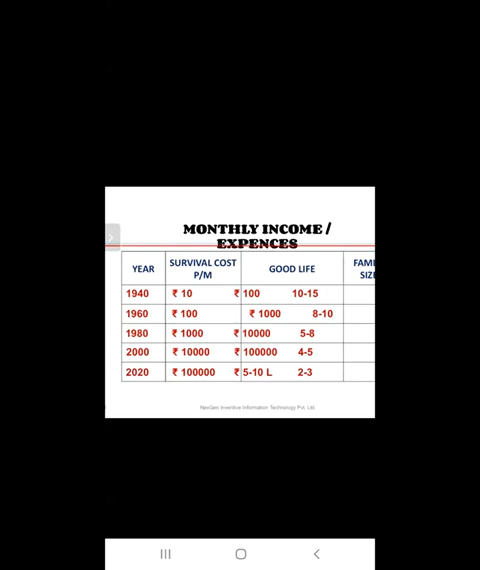 MONTHLY INCOME /
EXPENCES
YEAR SURVIVAL COST P/M GOOD LIFE FAMI SIZE
1940 ₹ 10 ₹ 100 10-15
1960 ₹ 100 ₹ 1000 8-10
1980 ₹ 1000 ₹ 10000 5-8
2000 ₹ 10000 ₹ 100000 4-5
2020 ₹ 100000 ₹ 5-10 L 2-3
NexGen Inventive Information Technology Pvt. Ltd.